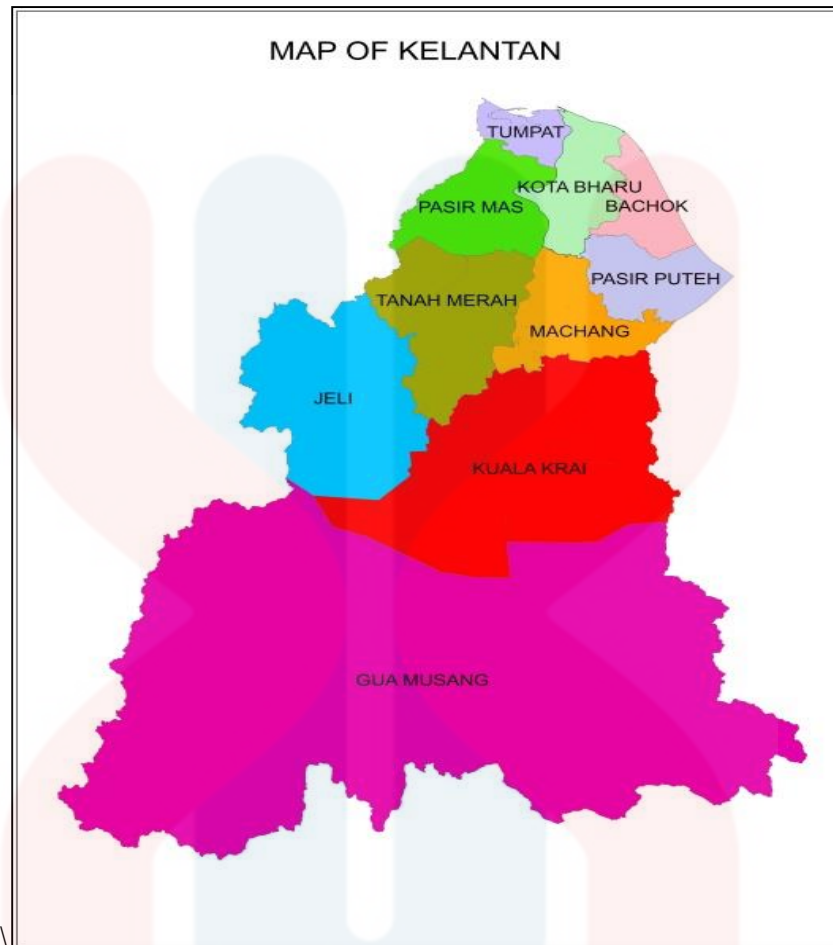 MAP OF KELANTAN
TUMPAT
KOTA BHARU
PASIR MAS
BACHOK
PASIR PUTEH
TANAH MERAH
MACHANG
JELI
KUALA KRAI
GUA MUSANG
\